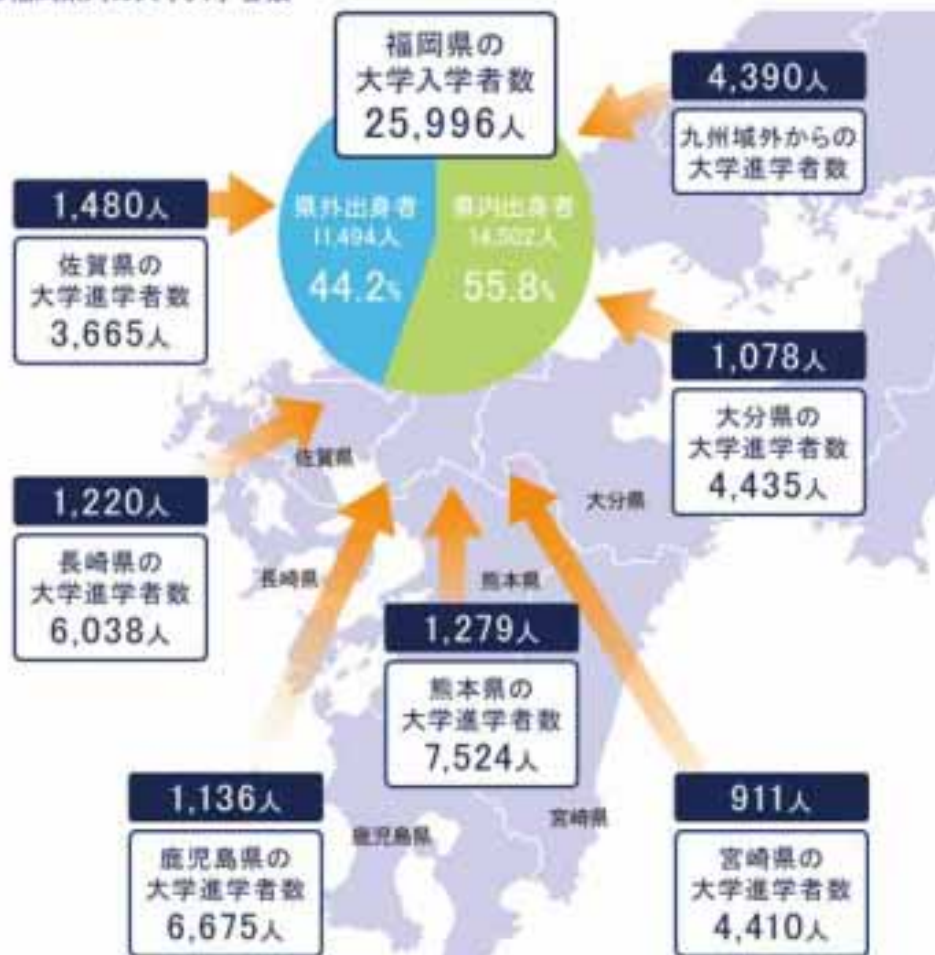 福岡県の
大学入学者数
25,996人
県外出身者
11,494人
44.2%
県内出身者
14,502人
55.8%
4,390人
九州域外からの
大学進学者数
1,480人
佐賀県の
大学進学者数
3,665人
1,078人
大分県の
大学進学者数
4,435人
佐賀県
大分県
1,220人
長崎県の
大学進学者数
6,038人
長崎県
熊本県
1,279人
熊本県の
大学進学者数
7,524人
1,136人
鹿児島県の
大学進学者数
6,675人
鹿児島県
宮崎県
911人
宮崎県の
大学進学者数
4,410人